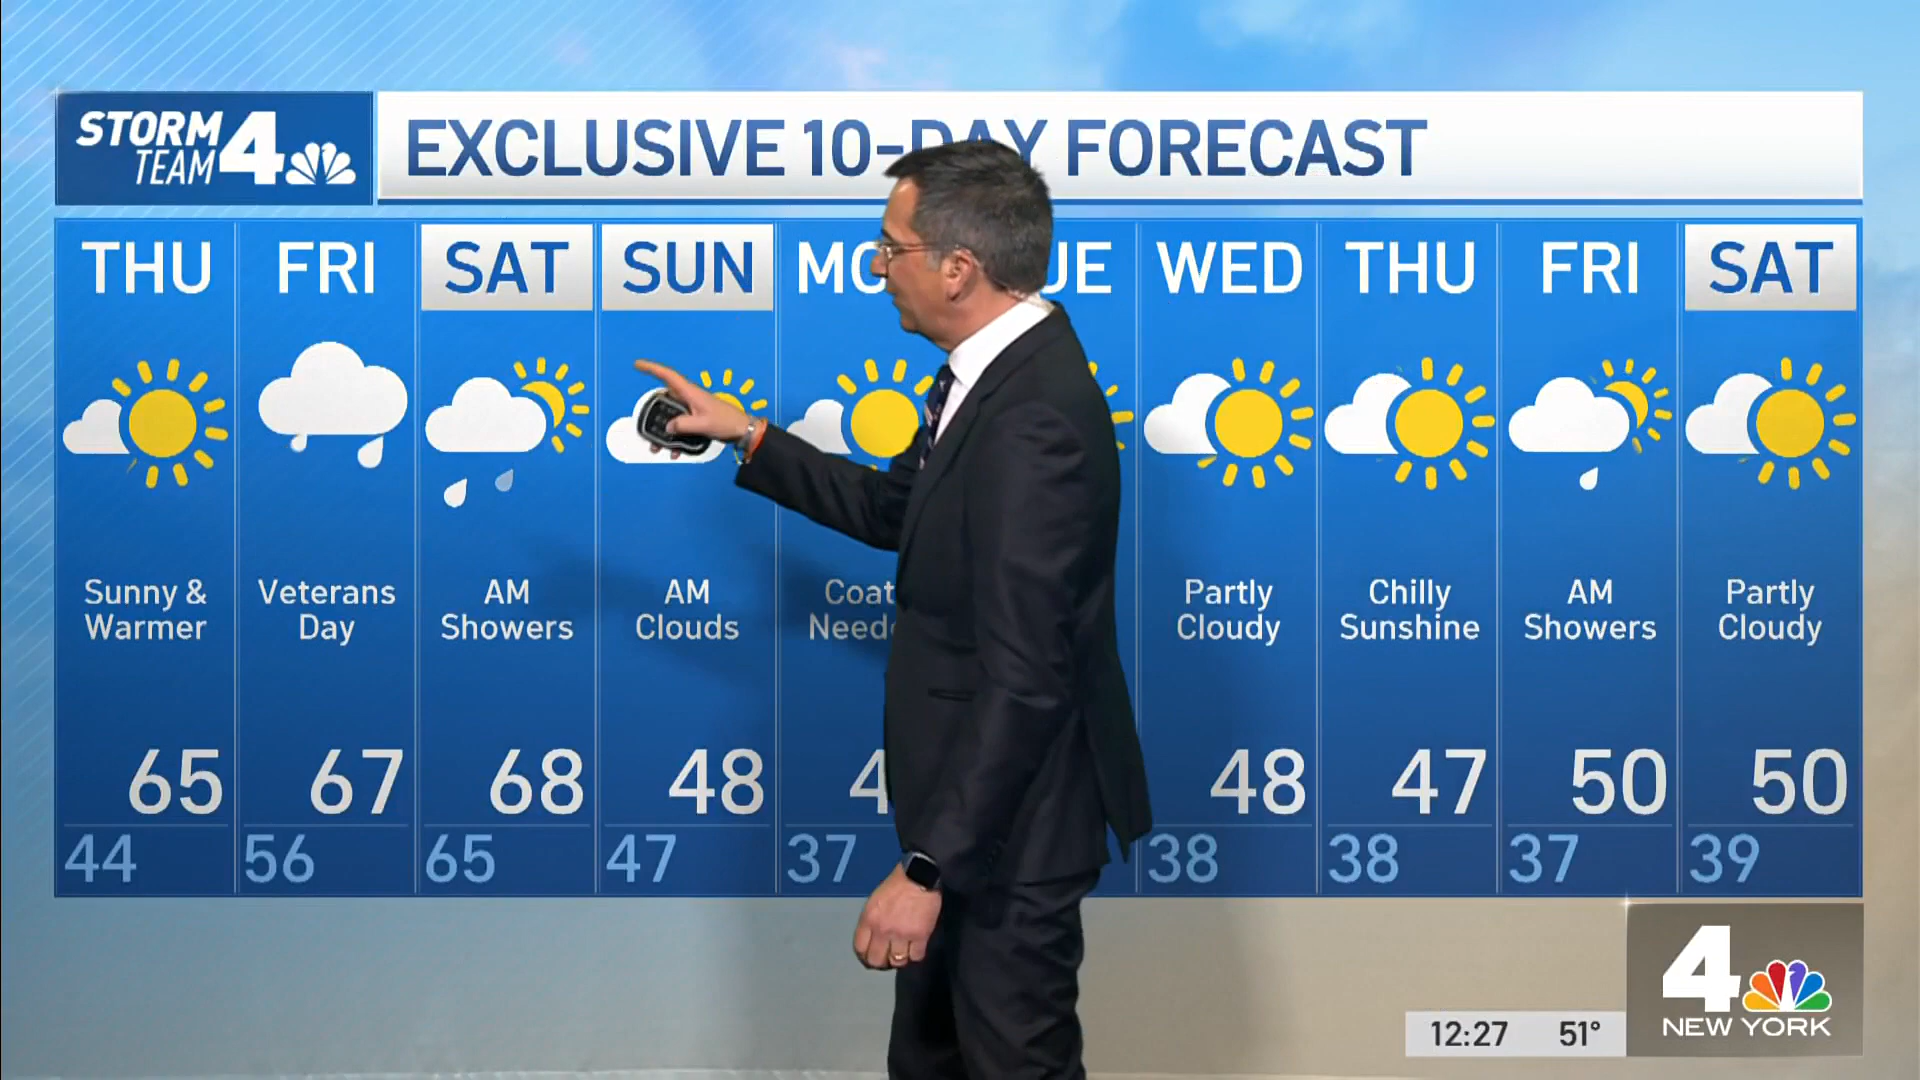 STORM
TEAM 4
EXCLUSIVE 10-DAY FORECAST
THU FRI SAT SUN WED THU FRI SAT
Sunny & Veterans AM AM Coat Partly Chilly AM Partly
Warmer Day Showers Clouds Cloudy Sunshine Showers Cloudy
65 67 68 48 48 47 50 50
44 56 65 47 37 38 38 37 39
4
NEW YORK
12:27 51°